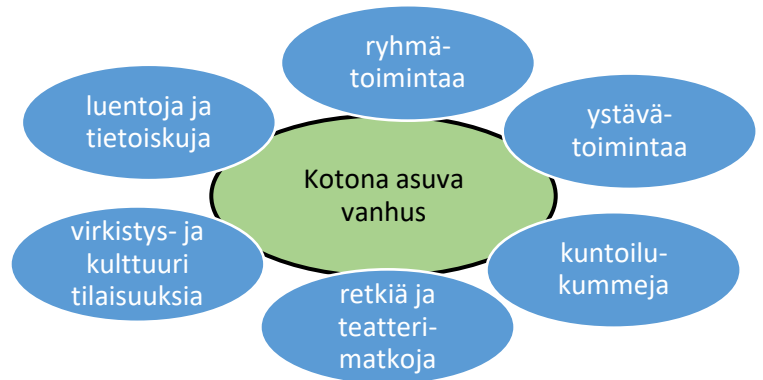 ryhmä-
toimintaa
luentoja ja
tietoiskuja
ystävä-
toimintaa
Kotona asuva
vanhus
virkistys- ja
kulttuuri
tilaisuuksia
kuntoilu-
kummeja
retkiä ja
teatteri-
matkoja